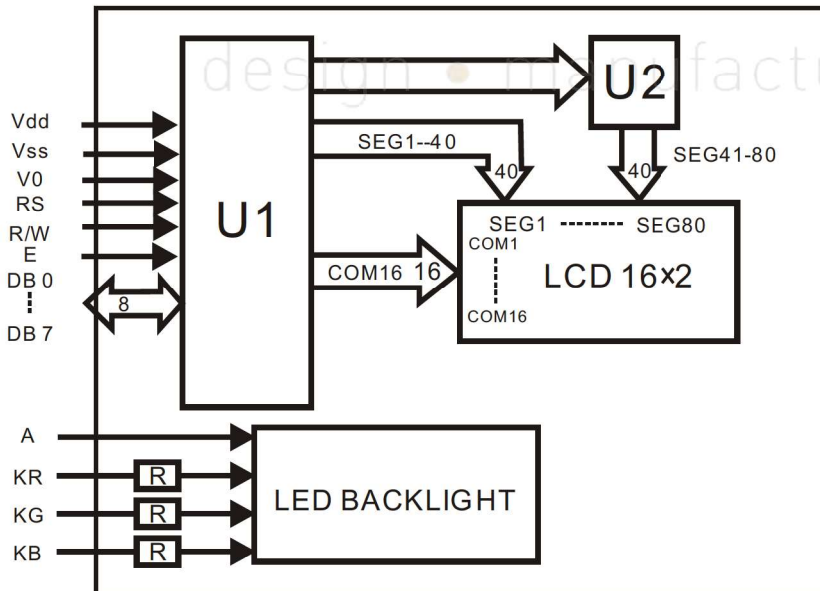 design • manufactu
U1
U2
Vdd
Vss
V0
RS
R/W
E
DB 0
DB 7
8
SEG1--40
40
40
SEG41-80
COM16 16
SEG1 SEG80
COM1
COM16
LCD 16×2
A
KR R
KG R
KB R
LED BACKLIGHT